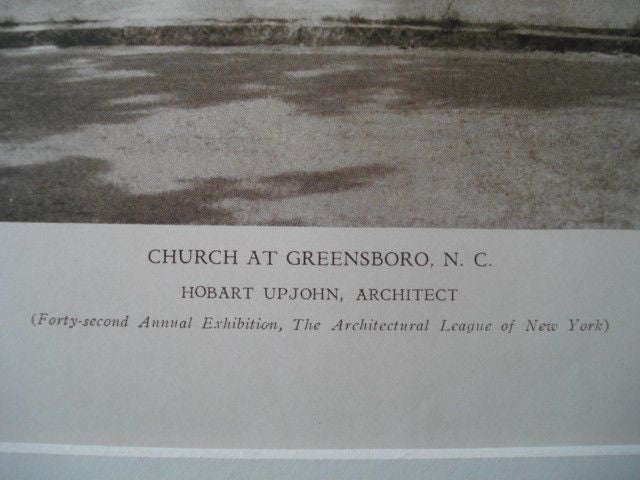 CHURCH AT GREENSBORO, N. C.
HOBART UPJOHN, ARCHITECT
(Forty-second Annual Exhibition, The Architectural League of New York)